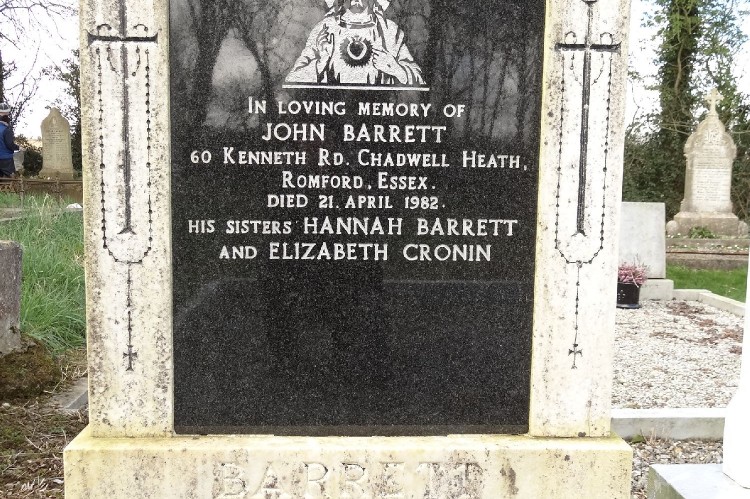 IN LOVING MEMORY OF
JOHN BARRETT
60 KENNETH RD. CHADWELL HEATH,
ROMFORD, ESSEX.
DIED 21. APRIL 1982.
HIS SISTERS HANNAH BARRETT
AND ELIZABETH CRONIN
BARRETT